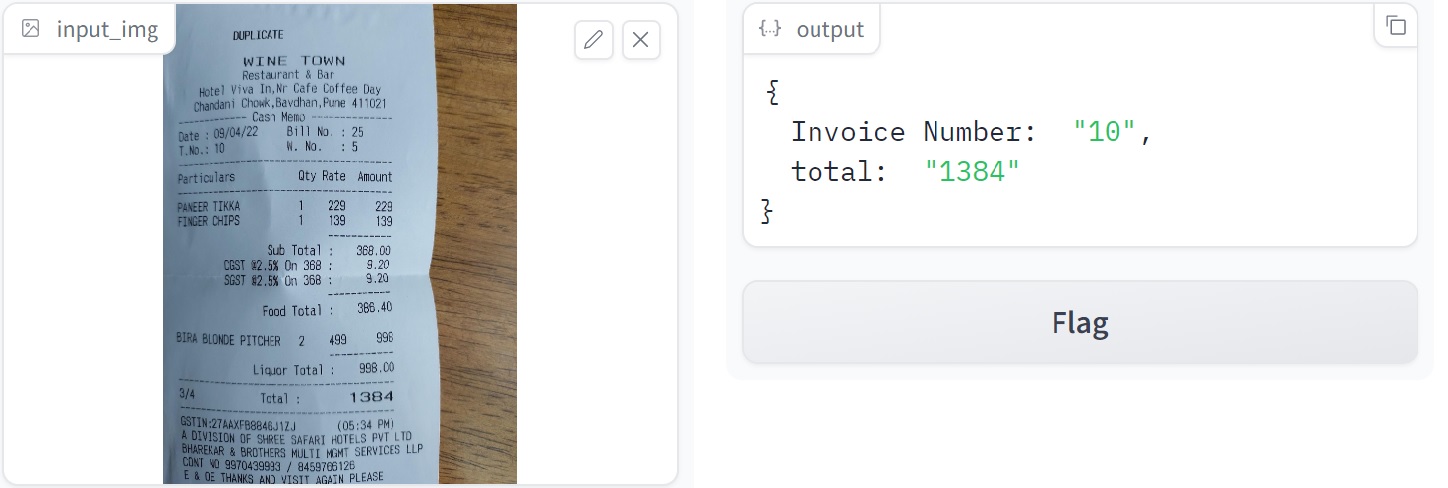 input_img
DUPLICATE
WINE TOWN
Restaurant & Bar
Hotel Viva In,Nr Cafe Coffee Day
Chandani Chowk,Bavdhan,Pune 411021
Cash Memo
Date : 09/04/22 Bill No. : 25
T.No.: 10 W. No. : 5
Particulars Qty Rate Amount
PANEER TIKKA 1 229 229
FINGER CHIPS 1 139 139
Sub Total : 368.00
CGST @2.5% On 368 : 9.20
SGST @2.5% On 368 : 9.20
Food Total : 386.40
BIRA BLONDE PITCHER 2 499 998
Liquor Total : 998.00
3/4 Total : 1384
GSTIN:27AAXFB8846J1ZJ (05:34 PM)
A DIVISION OF SHREE SAFARI HOTELS PVT LTD
BHAREKAR & BROTHERS MULTI MGMT SERVICES LLP
CONT NO 9970439993 / 8459766126
E & OE THANKS AND VISIT AGAIN PLEASE
output
{
Invoice Number: "10",
total: "1384"
}
Flag